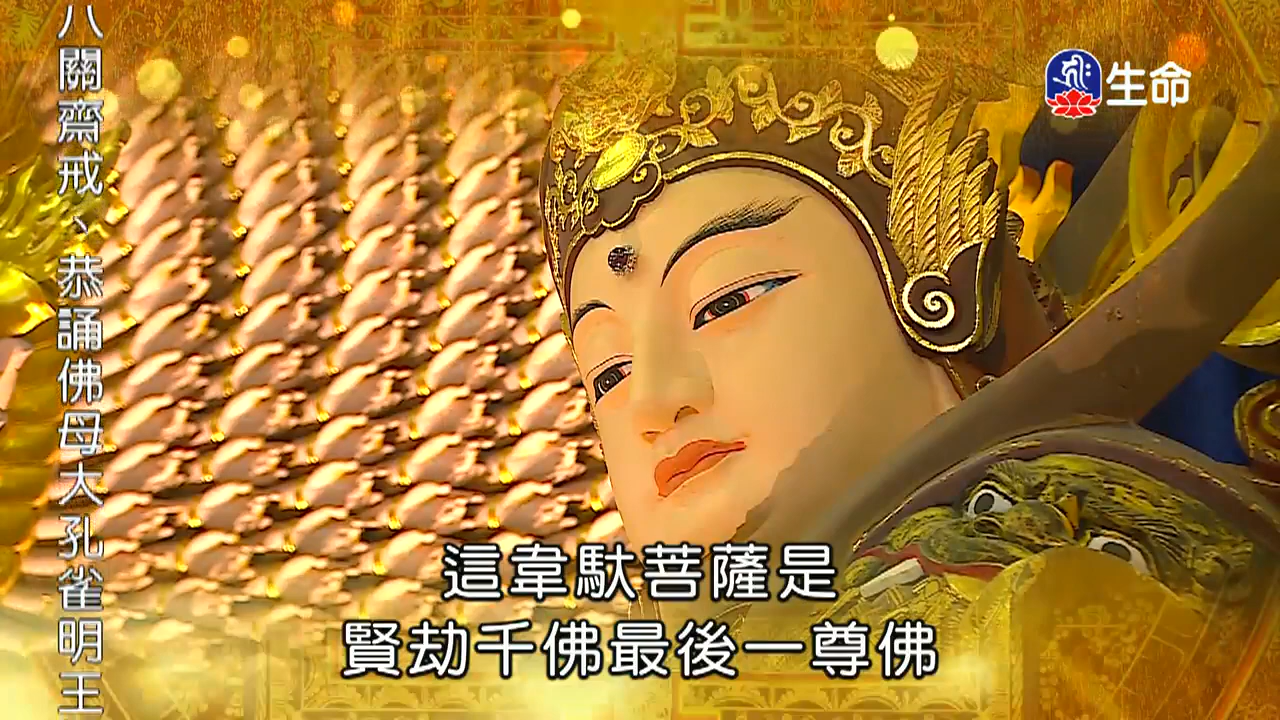 八關齋戒、恭誦佛母大孔雀明王
生命
這韋馱菩薩是
賢劫千佛最後一尊佛